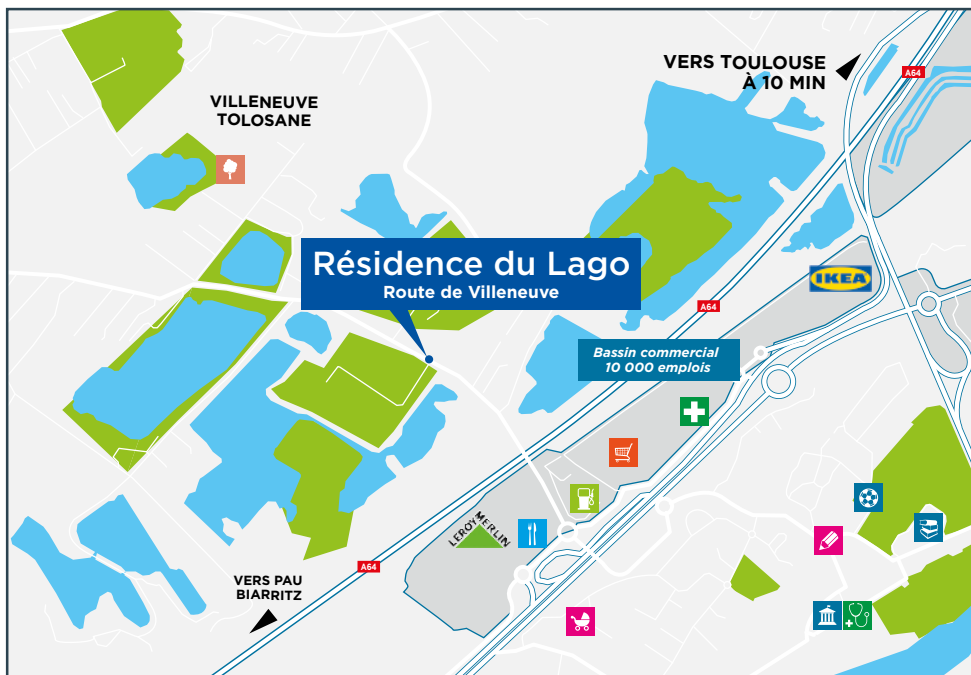 VERS TOULOUSE
À 10 MIN
A64
VILLENEUVE
TOLOSANE
Résidence du Lago
Route de Villeneuve
IKEA
A64
Bassin commercial
10 000 emplois
LEROY MERLIN
A64
VERS PAU
BIARRITZ